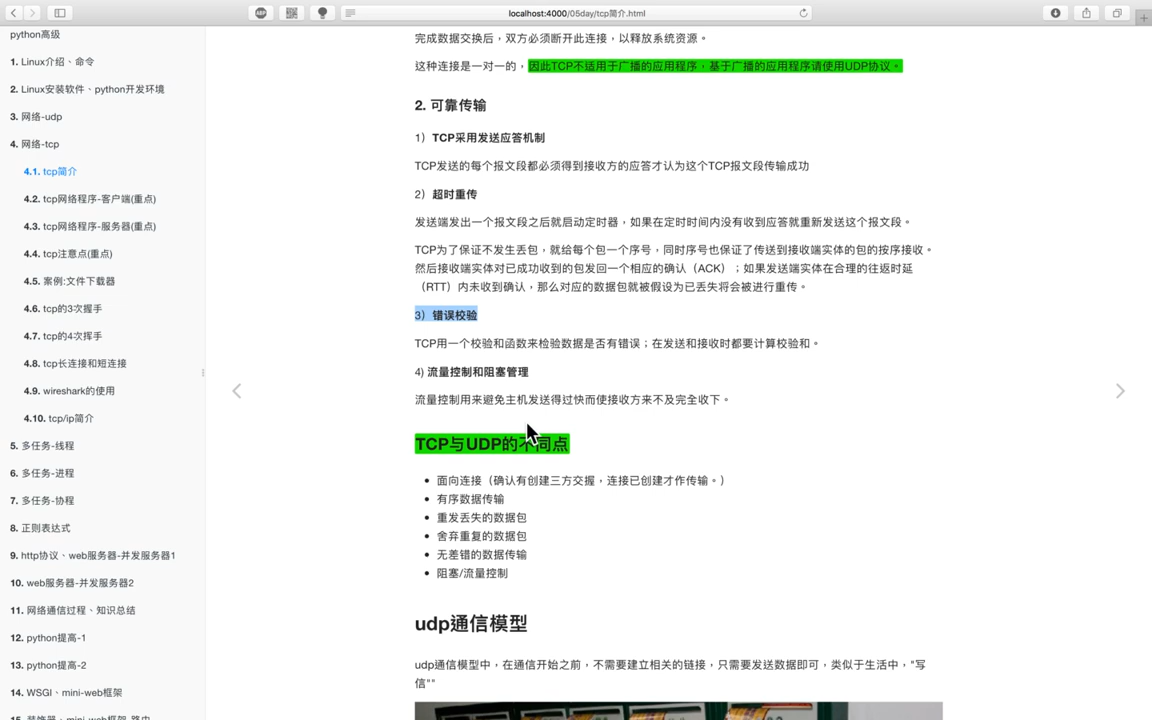 localhost:4000/05day/tcp简介.html
python高级
1. Linux介绍、命令
2. Linux安装软件、python开发环境
3. 网络-udp
4. 网络-tcp
4.1. tcp简介
4.2. tcp网络程序-客户端(重点)
4.3. tcp网络程序-服务器(重点)
4.4. tcp注意点(重点)
4.5. 案例:文件下载器
4.6. tcp的3次握手
4.7. tcp的4次挥手
4.8. tcp长连接和短连接
4.9. wireshark的使用
4.10. tcp/ip简介
5. 多任务-线程
6. 多任务-进程
7. 多任务-协程
8. 正则表达式
9. http协议、web服务器-并发服务器1
10. web服务器-并发服务器2
11. 网络通信过程、知识总结
12. python提高-1
13. python提高-2
14. WSGI、mini-web框架
15. 装饰器、mini-web框架-路由
完成数据交换后，双方必须断开此连接，以释放系统资源。
这种连接是一对一的，因此TCP不适用于广播的应用程序，基于广播的应用程序请使用UDP协议。
2. 可靠传输
1）TCP采用发送应答机制
TCP发送的每个报文段都必须得到接收方的应答才认为这个TCP报文段传输成功
2）超时重传
发送端发出一个报文段之后就启动定时器，如果在定时时间内没有收到应答就重新发送这个报文段。
TCP为了保证不发生丢包，就给每个包一个序号，同时序号也保证了传送到接收端实体的包的按序接收。
然后接收端实体对已成功收到的包发回一个相应的确认（ACK）；如果发送端实体在合理的往返时延
（RTT）内未收到确认，那么对应的数据包就被假设为已丢失将会被进行重传。
3）错误校验
TCP用一个校验和函数来检验数据是否有错误；在发送和接收时都要计算校验和。
4) 流量控制和阻塞管理
流量控制用来避免主机发送得过快而使接收方来不及完全收下。
TCP与UDP的不同点
面向连接（确认有创建三方交握，连接已创建才作传输。）
有序数据传输
重发丢失的数据包
舍弃重复的数据包
无差错的数据传输
阻塞/流量控制
udp通信模型
udp通信模型中，在通信开始之前，不需要建立相关的链接，只需要发送数据即可，类似于生活中，"写
信""